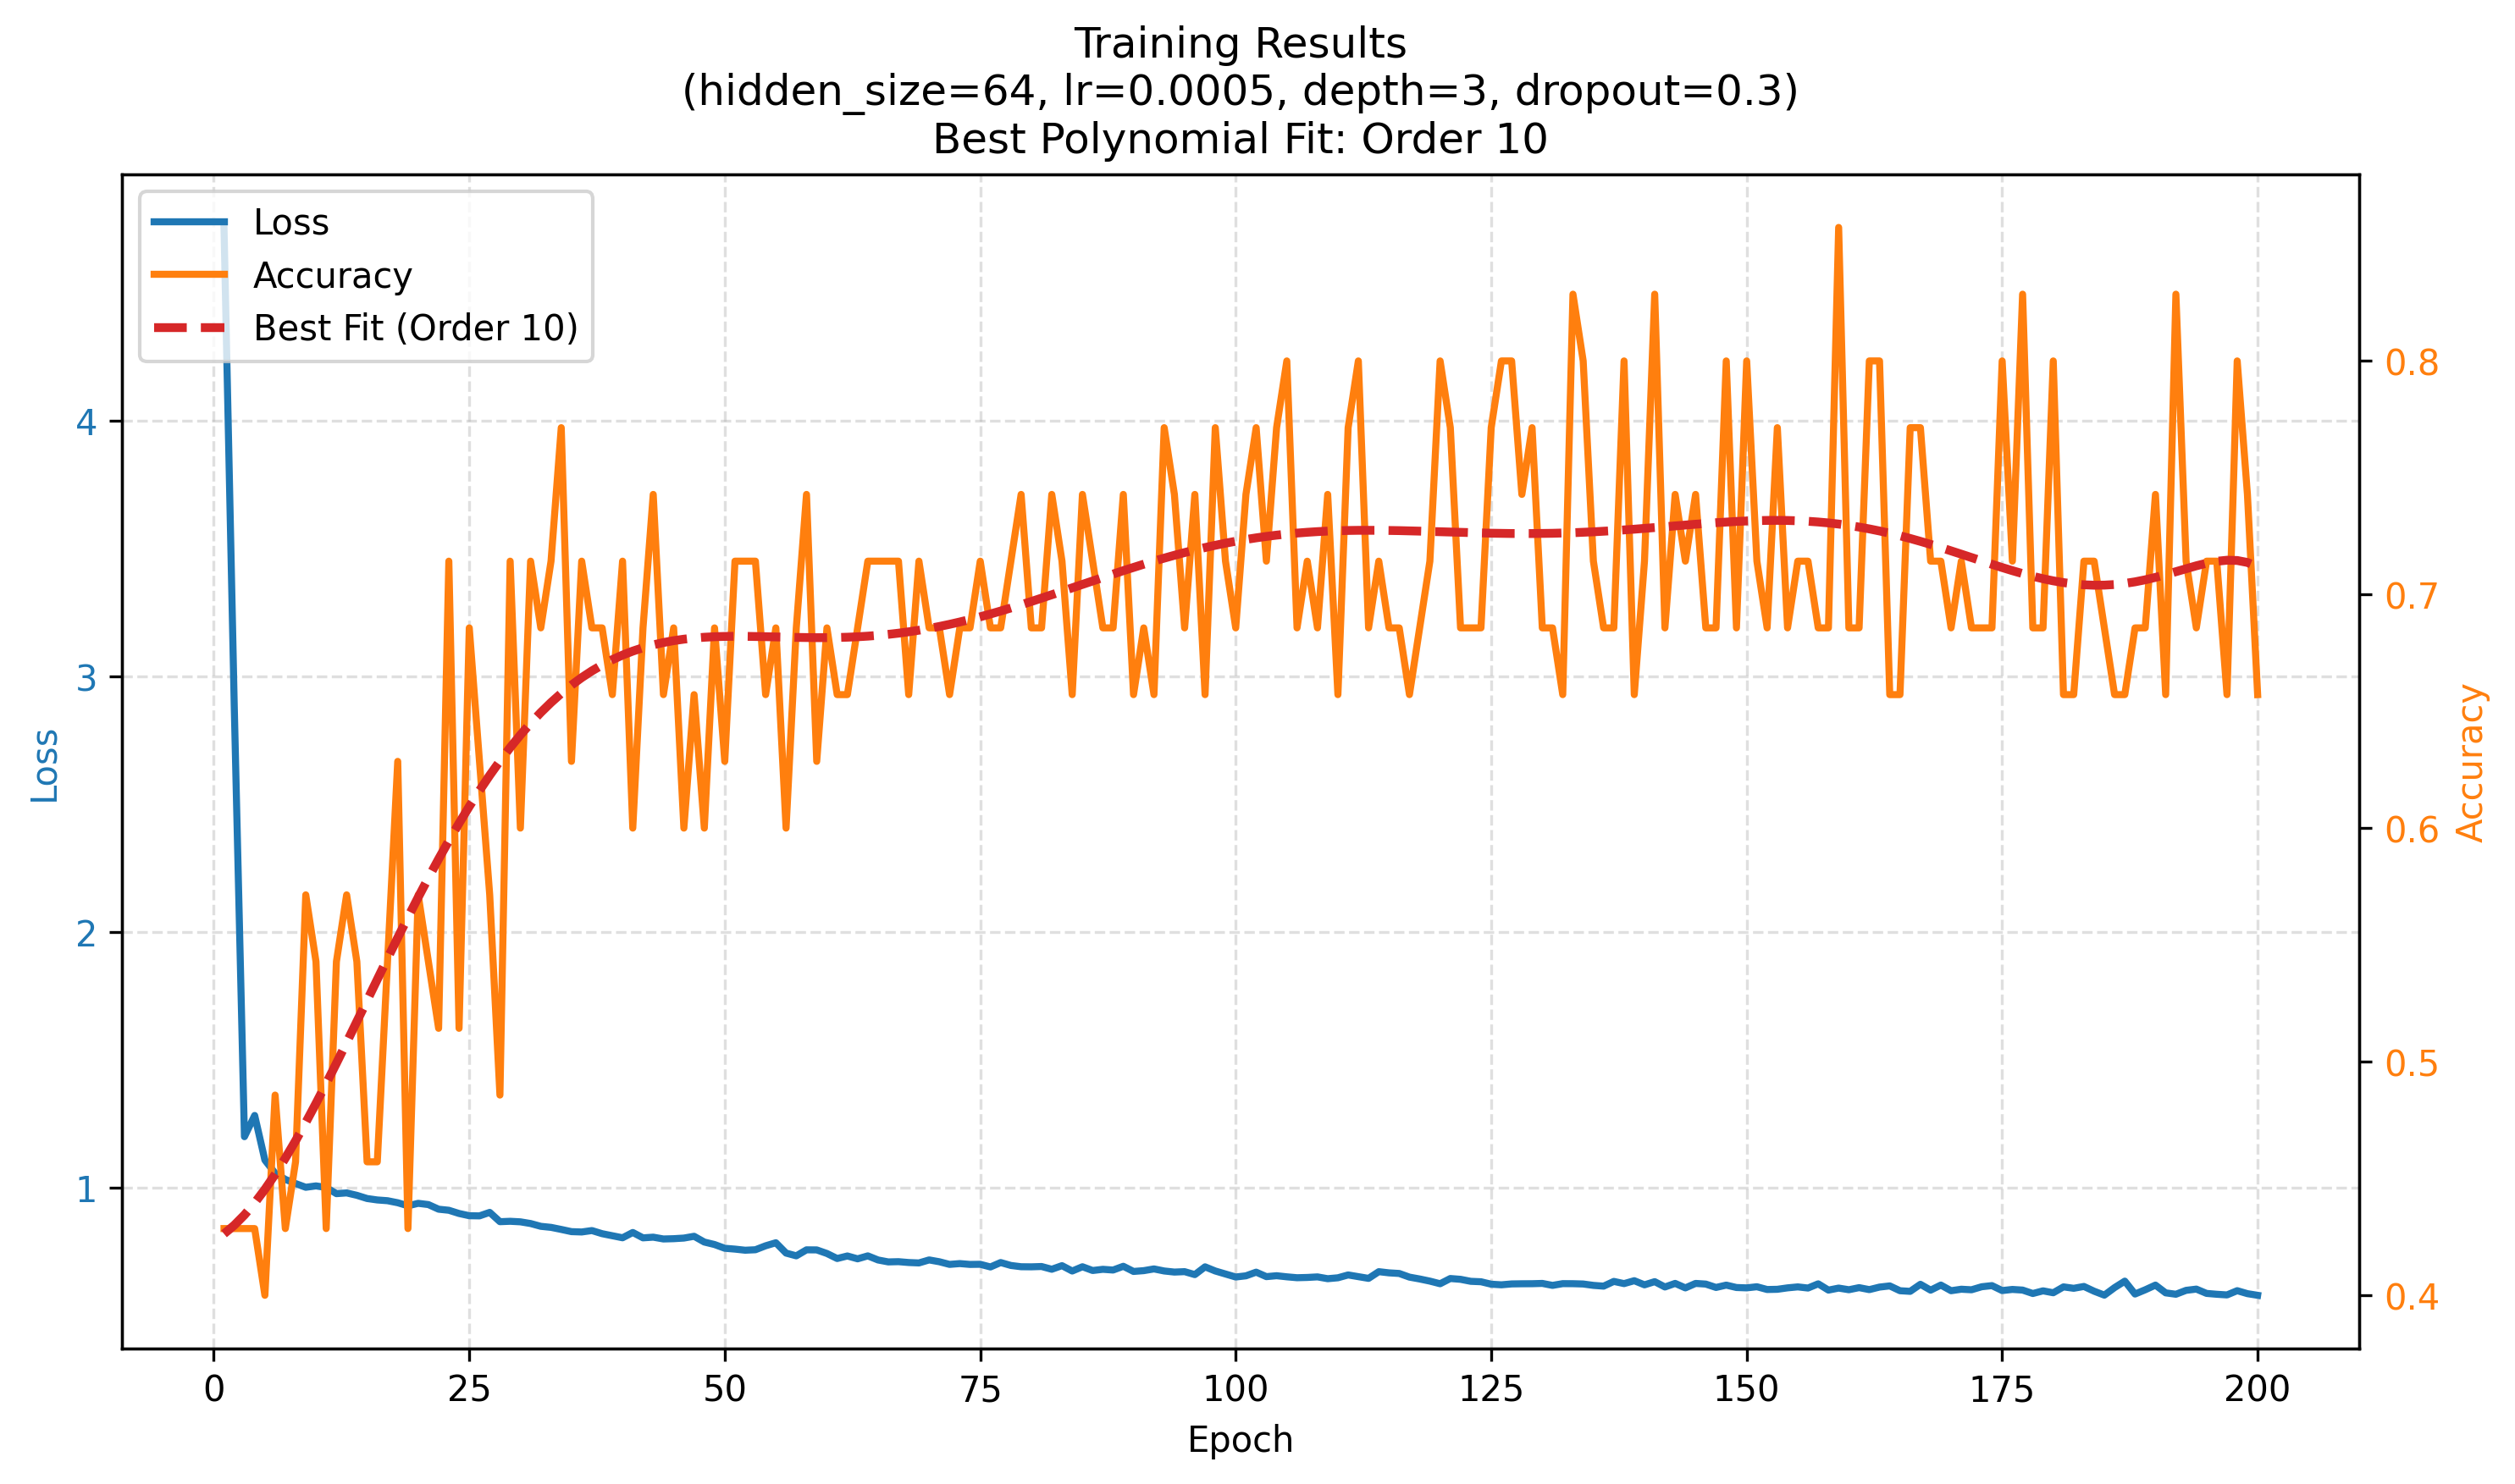 Training Results
(hidden_size=64, lr=0.0005, depth=3, dropout=0.3)
Best Polynomial Fit: Order 10
Loss
Accuracy
Best Fit (Order 10)
4
3
2
1
Loss
0.8
0.7
0.6
0.5
0.4
Accuracy
0 25 50 75 100 125 150 175 200
Epoch